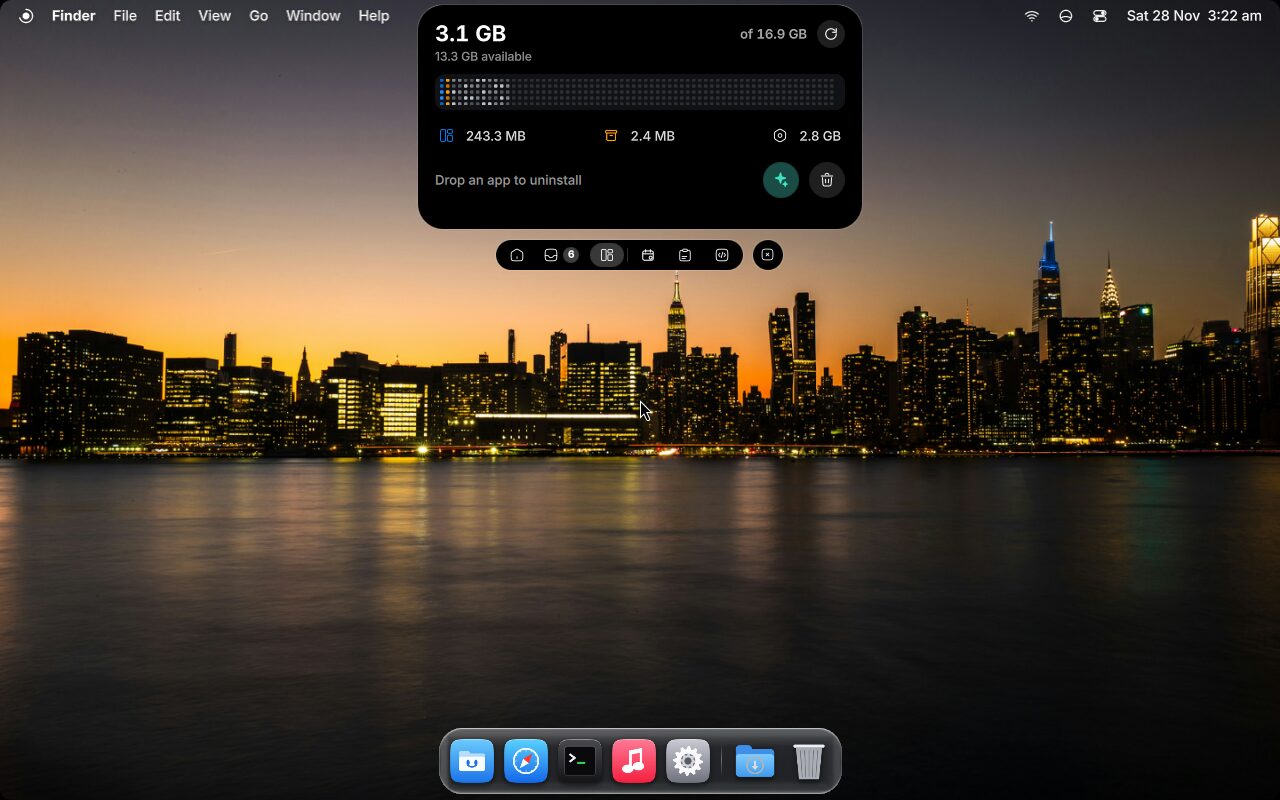 Finder File Edit View Go Window Help
Sat 28 Nov 3:22 am
3.1 GB
of 16.9 GB
13.3 GB available
243.3 MB
2.4 MB
2.8 GB
Drop an app to uninstall
6